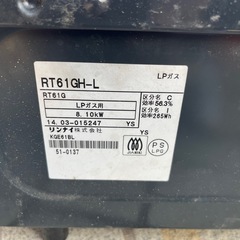 RT61GH-L LPガス
RT61G
LPガス用
8.10kW
区分名 C
効率56.3%
区分名 I
効率265Wh
14.03-015247 YS
リンナイ株式会社
KGE61BL YS
51-0137
PS
LPG